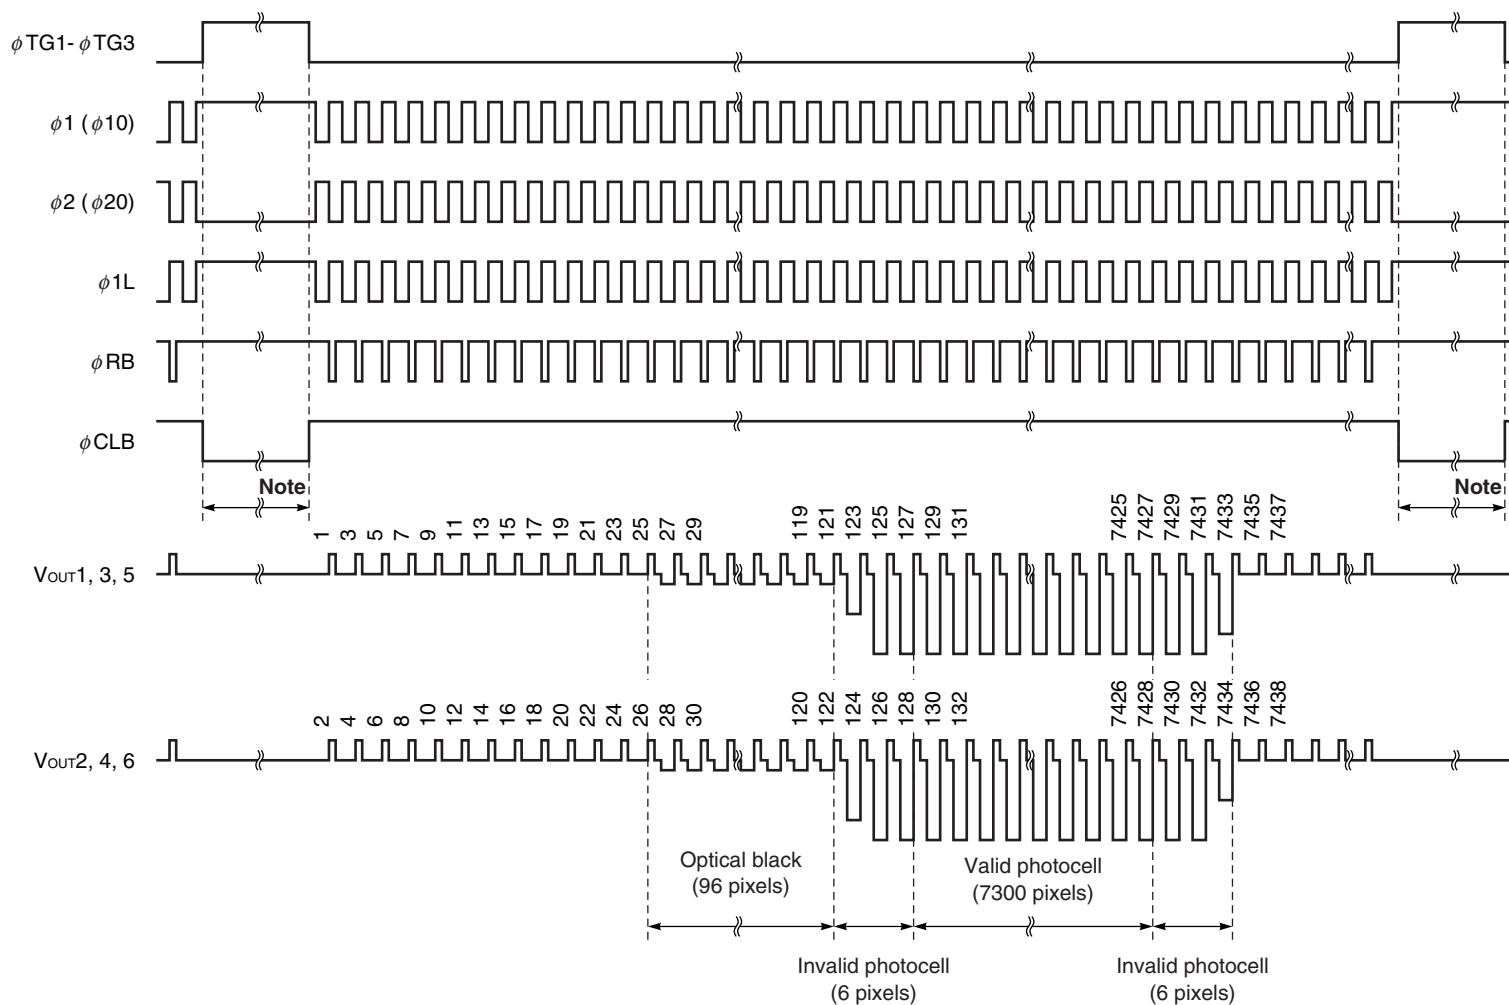 ϕTG1- ϕTG3
ϕ1 (ϕ10)
ϕ2 (ϕ20)
ϕ1L
ϕRB
ϕCLB
Note Note
1 3 5 7 9 11 13 15 17 19 21 23 25 27 29 119 121 123 125 127 129 131 7425 7427 7429 7431 7433 7435 7437
VOUT1, 3, 5
2 4 6 8 10 12 14 16 18 20 22 24 26 28 30 120 122 124 126 128 130 132 7426 7428 7430 7432 7434 7436 7438
VOUT2, 4, 6
Optical black
(96 pixels)
Valid photocell
(7300 pixels)
Invalid photocell
(6 pixels)
Invalid photocell
(6 pixels)